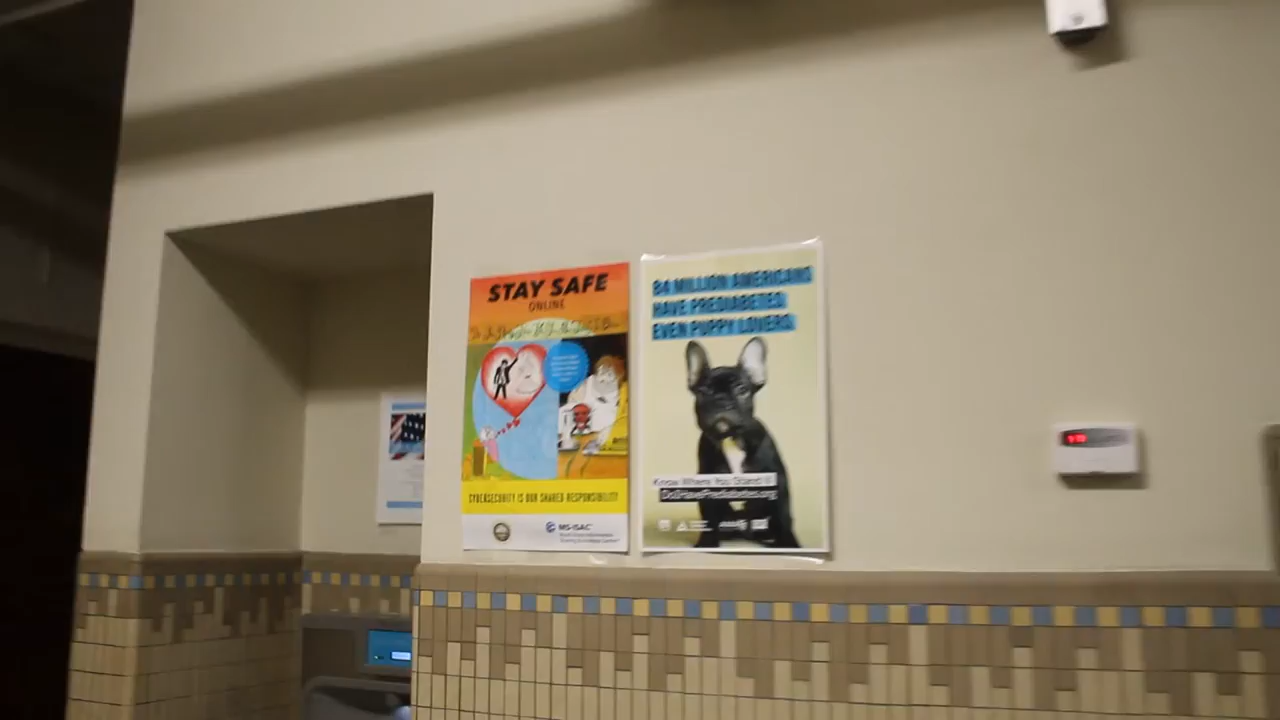 STAY SAFE
ONLINE
CYBERSECURITY IS OUR SHARED RESPONSIBILITY
MS-ISAC
84 MILLION AMERICANS
HAVE PREDIABETES.
EVEN PUPPY LOVERS.
Know Where You Stand
DoIHavePrediabetes.org